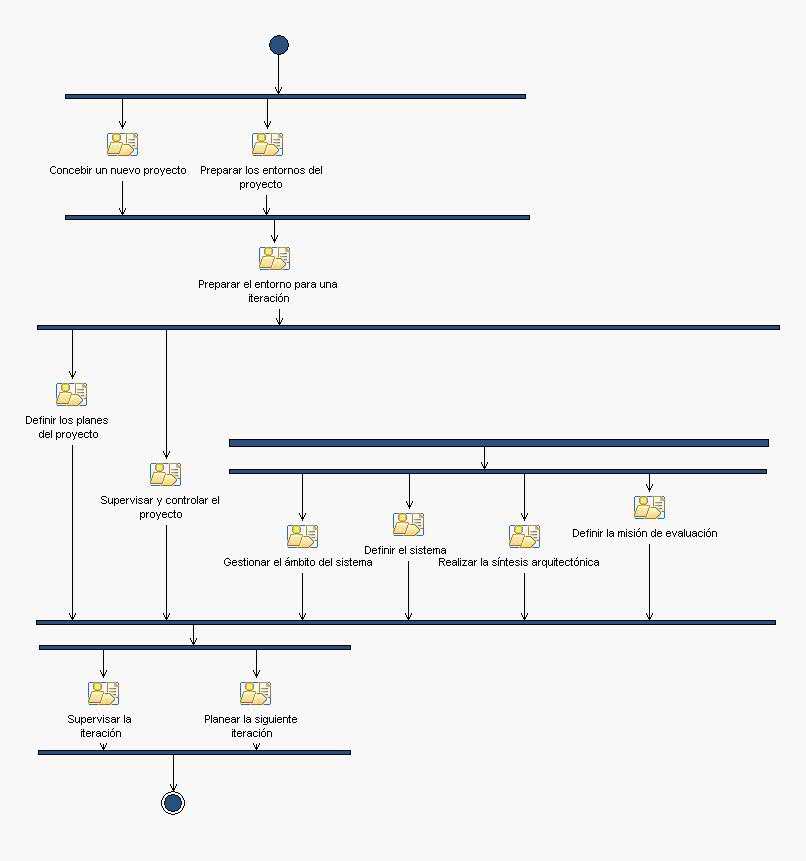 Concebir un nuevo proyecto
Preparar los entornos del
proyecto
Preparar el entorno para una
iteración
Definir los planes
del proyecto
Supervisar y controlar el
proyecto
Gestionar el ámbito del sistema
Definir el sistema
Realizar la síntesis arquitectónica
Definir la misión de evaluación
Supervisar la
iteración
Planear la siguiente
iteración